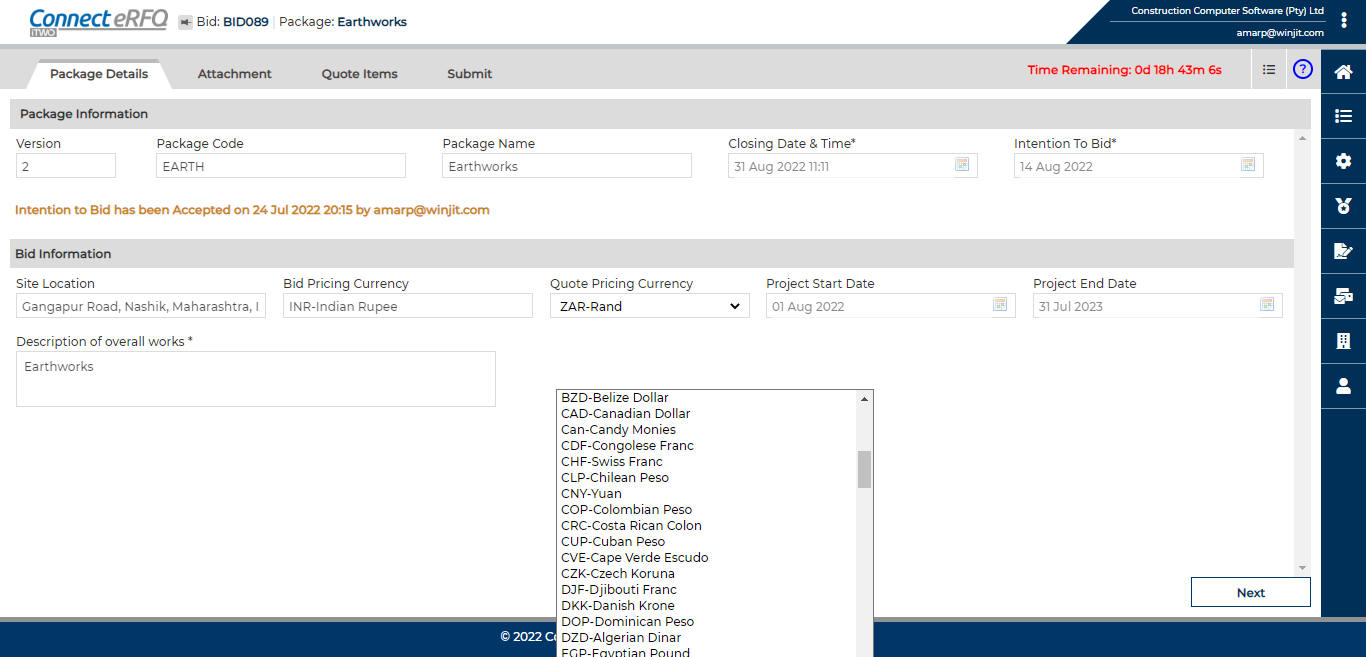 Connect eRFQ
iTWO
Bid: BID089 Package: Earthworks
Construction Computer Software (Pty) Ltd
amarp@winjit.com
Package Details Attachment Quote Items Submit
Time Remaining: 0d 18h 43m 6s
?
Package Information
Version Package Code Package Name Closing Date & Time* Intention To Bid*
2 EARTH Earthworks 31 Aug 2022 11:11 14 Aug 2022
Intention to Bid has been Accepted on 24 Jul 2022 20:15 by amarp@winjit.com
Bid Information
Site Location Bid Pricing Currency Quote Pricing Currency Project Start Date Project End Date
Gangapur Road, Nashik, Maharashtra, I INR-Indian Rupee ZAR-Rand 01 Aug 2022 31 Jul 2023
Description of overall works *
Earthworks
BZD-Belize Dollar
CAD-Canadian Dollar
Can-Candy Monies
CDF-Congolese Franc
CHF-Swiss Franc
CLP-Chilean Peso
CNY-Yuan
COP-Colombian Peso
CRC-Costa Rican Colon
CUP-Cuban Peso
CVE-Cape Verde Escudo
CZK-Czech Koruna
DJF-Djibouti Franc
DKK-Danish Krone
DOP-Dominican Peso
DZD-Algerian Dinar
EGP-Egyptian Pound
Next
© 2022 Co